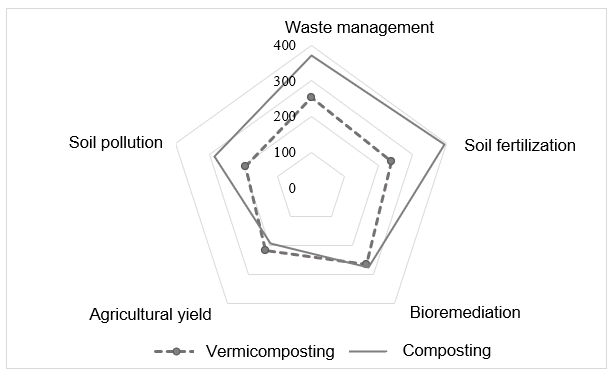 Waste management
400
300
200
100
0
Soil pollution
Soil fertilization
Agricultural yield
Bioremediation
Vermicomposting
Composting